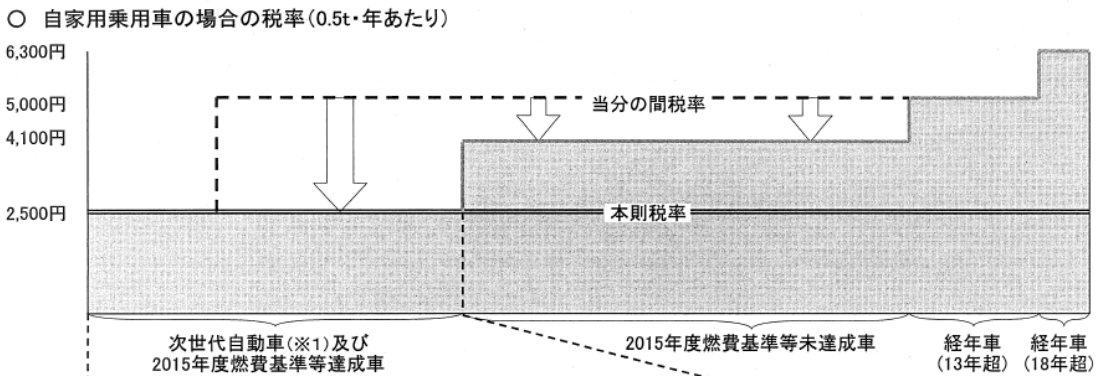 ○ 自家用乗用車の場合の税率(0.5t・年あたり)
6,300円
5,000円
当分の間税率
4,100円
2,500円
本則税率
次世代自動車(※1)及び
2015年度燃費基準等達成車
2015年度燃費基準等未達成車
経年車
(13年超)
経年車
(18年超)